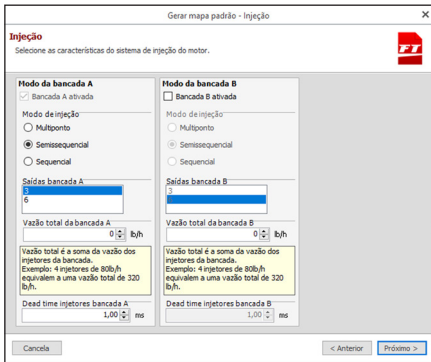 Gerar mapa padrão - Injeção
Injeção
Selecione as características do sistema de injeção do motor.
FT
Modo da bancada A
Bancada A ativada
Modo de injeção
Multiponto
Semissequencial
Sequencial
Saídas bancada A
3
6
Vazão total da bancada A
0 lb/h
Vazão total é a soma da vazão dos
injetores da bancada.
Exemplo: 4 injetores de 80lb/h
equivalem a uma vazão total de 320
lb/h.
Dead time injetores bancada A
1,00 ms
Modo da bancada B
Bancada B ativada
Modo de injeção
Multiponto
Semissequencial
Sequencial
Saídas bancada B
3
Vazão total da bancada B
0 lb/h
Vazão total é a soma da vazão dos
injetores da bancada.
Exemplo: 4 injetores de 80lb/h
equivalem a uma vazão total de 320
lb/h.
Dead time injetores bancada B
1,00 ms
Cancela
< Anterior
Próximo >